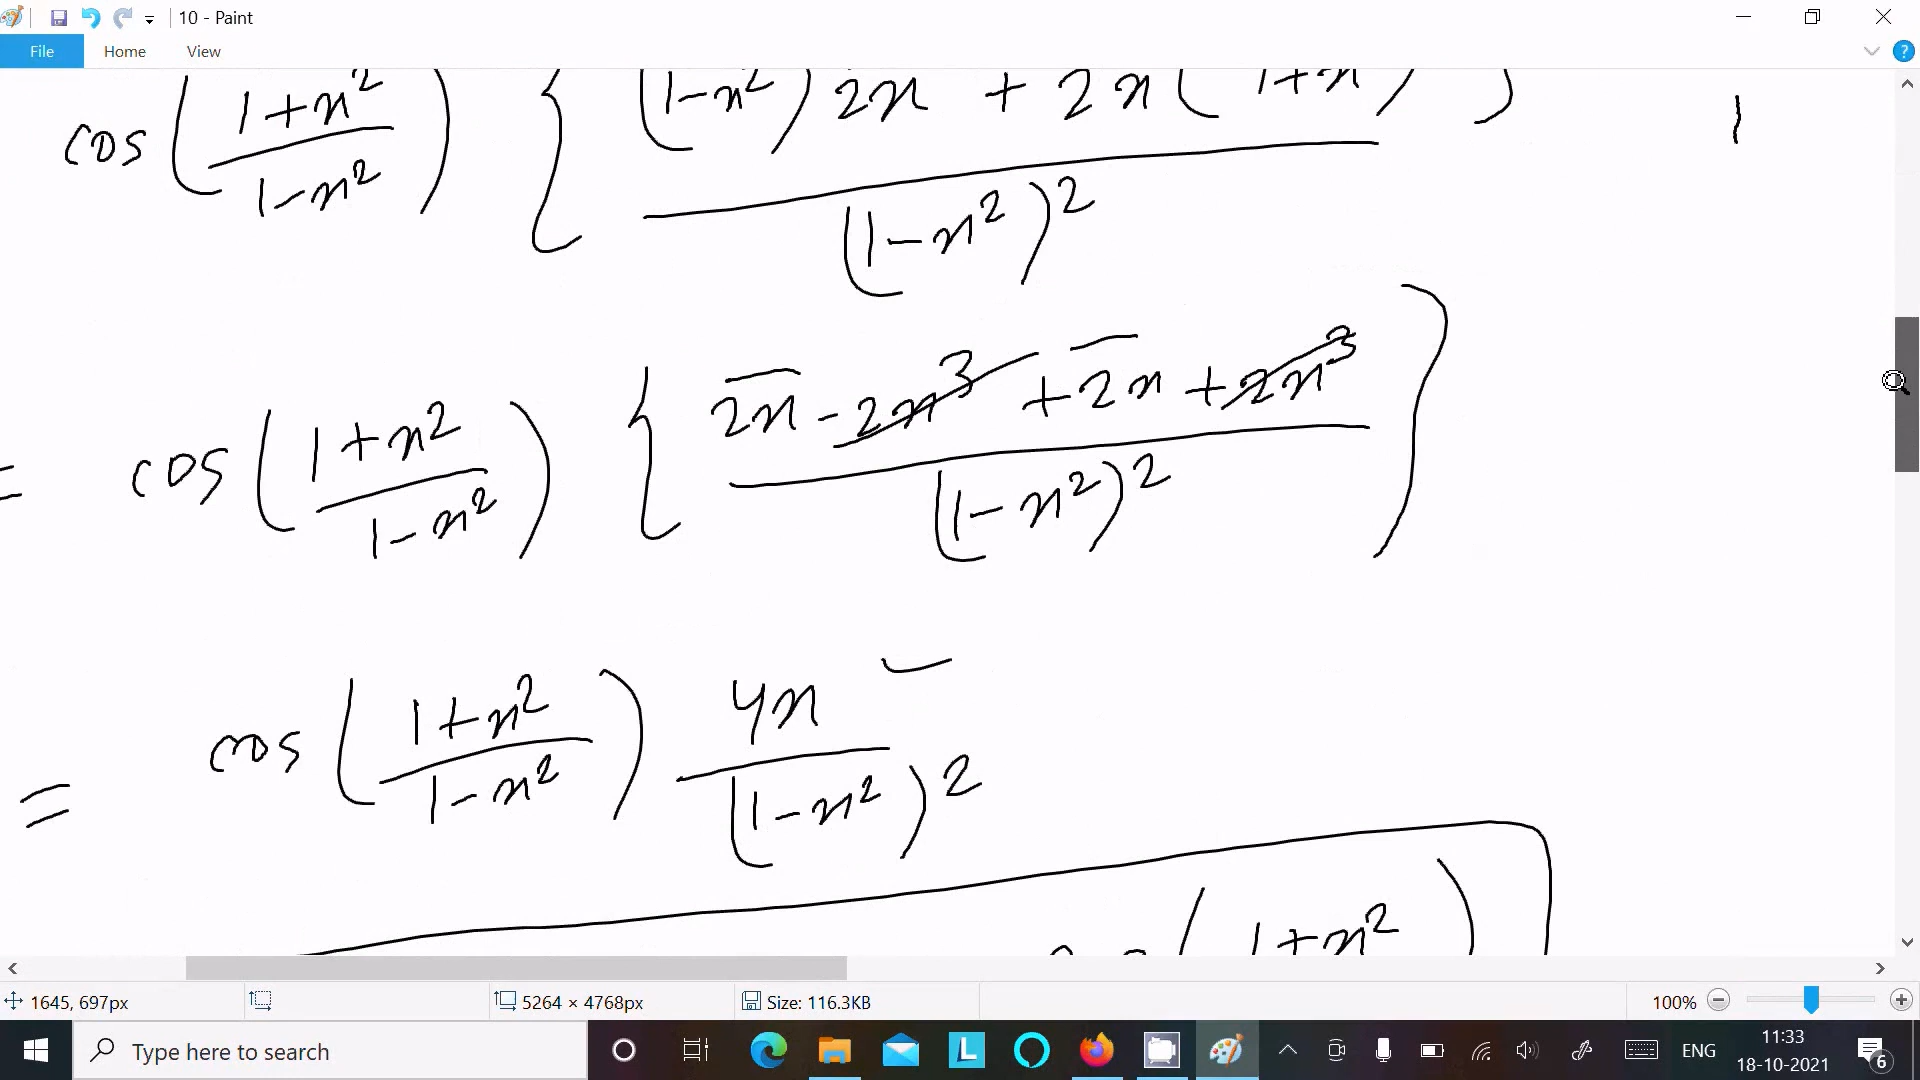 10 - Paint
File Home View
cos (1+x²/1-x²) { (1-x²) 2x + 2x (1+x) / (1-x²)² 1
= cos (1+x²/1-x²) { 2x - 2x³ + 2x + 2x³ / (1-x²)² }
= cos (1+x²/1-x²) 4x / (1-x²)²
(1+x²)
1645, 697px 5264 × 4768px Size: 116.3KB 100%
Type here to search L ENG 11:33
18-10-2021 6